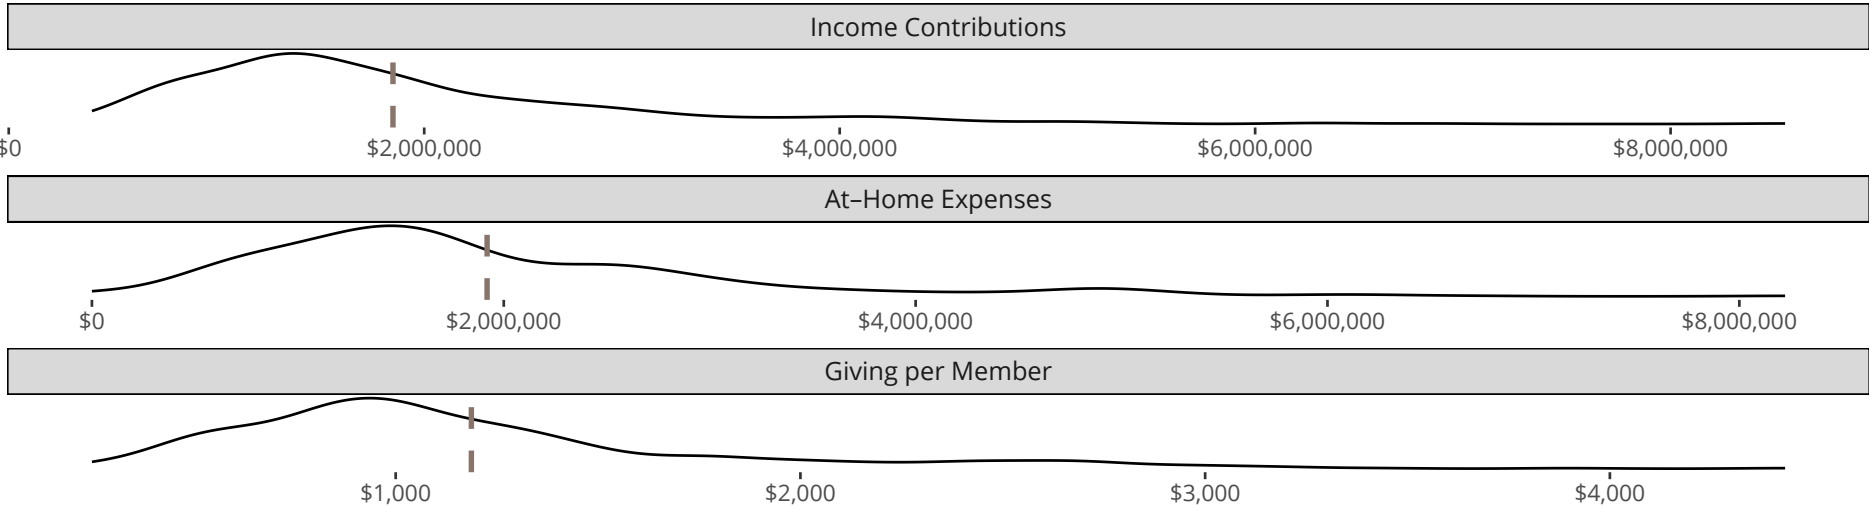 Income Contributions
$0 $2,000,000 $4,000,000 $6,000,000 $8,000,000
At–Home Expenses
$0 $2,000,000 $4,000,000 $6,000,000 $8,000,000
Giving per Member
$1,000 $2,000 $3,000 $4,000